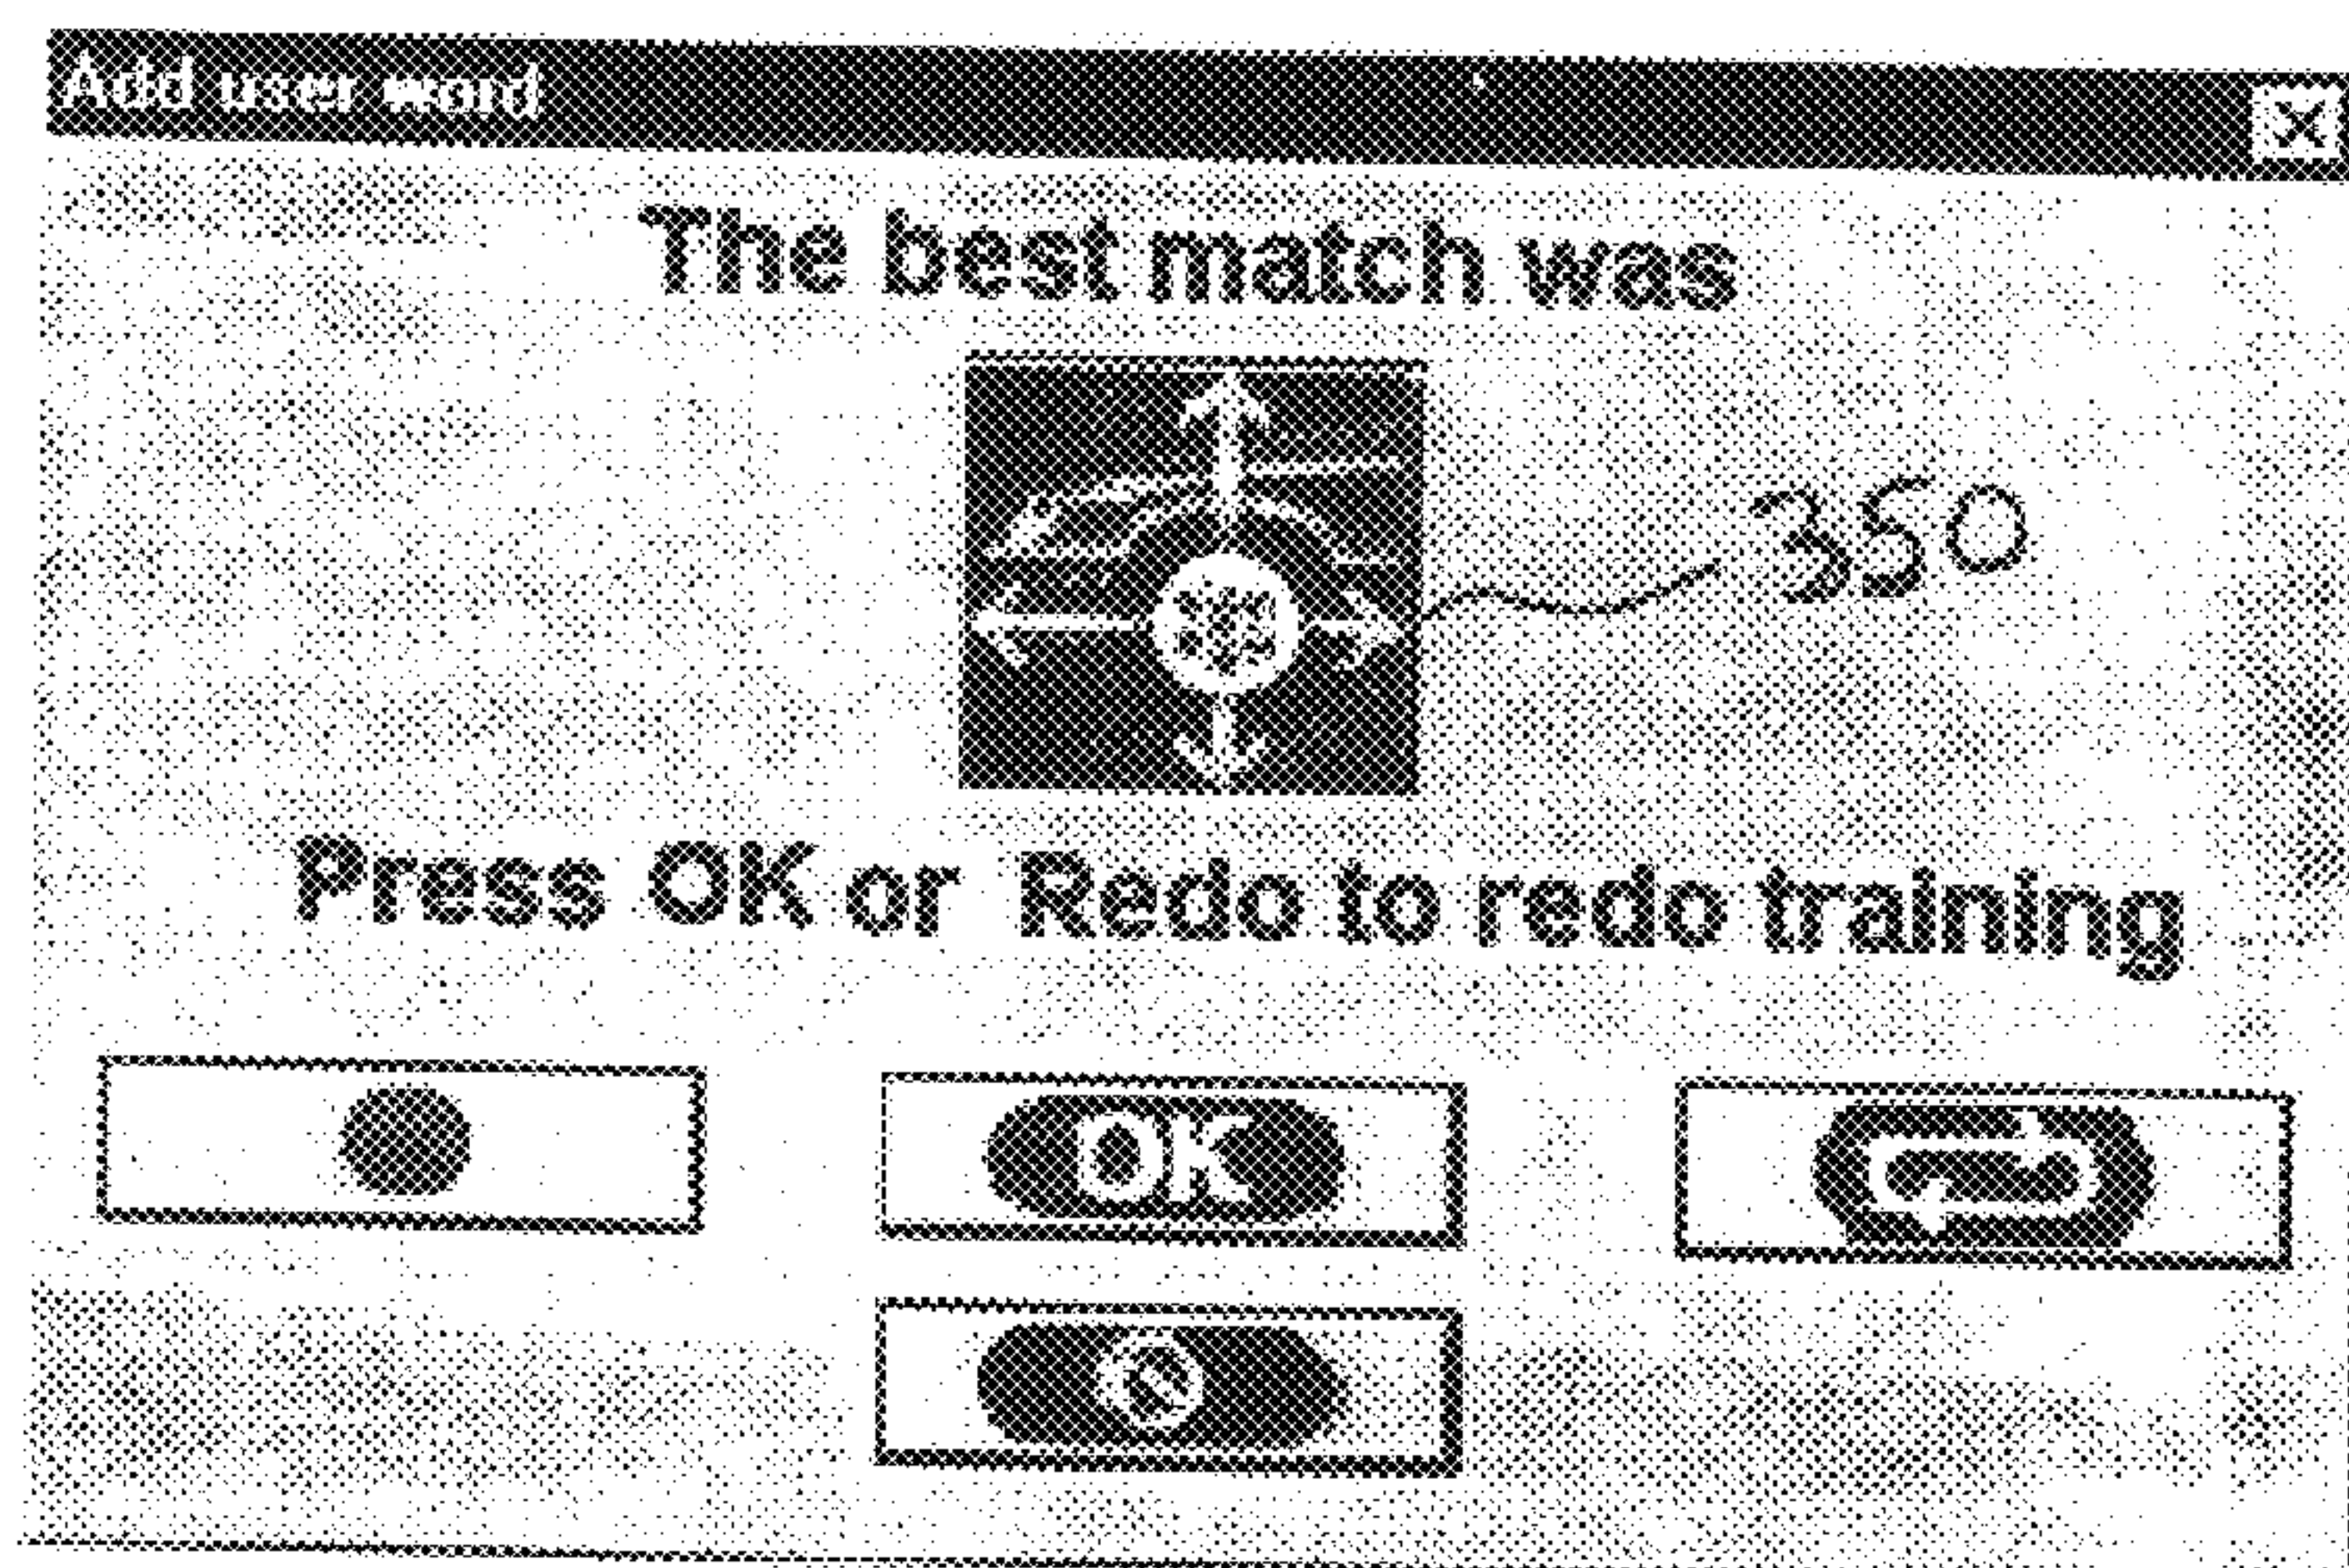 Add user word
The best match was
350
Press OK or Redo to redo training
OK